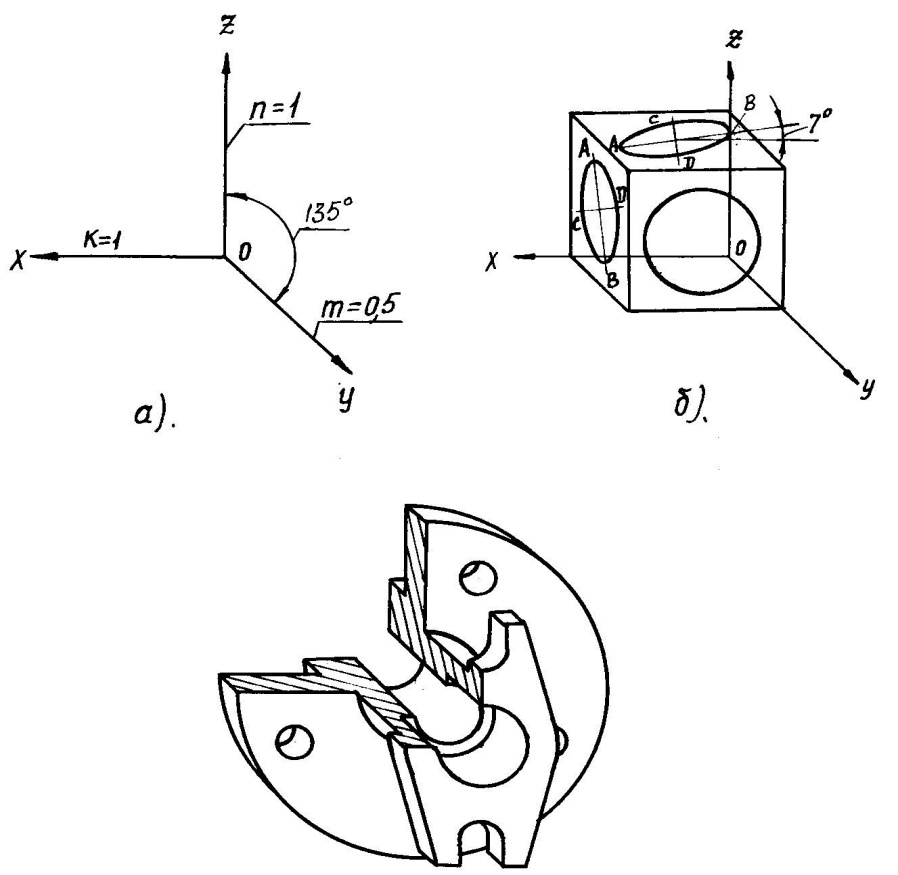 z
n=1
135°
x
K=1
0
m=0,5
y
а).
z
B
7°
C
A
D
A
D
C
B
x
0
y
б).